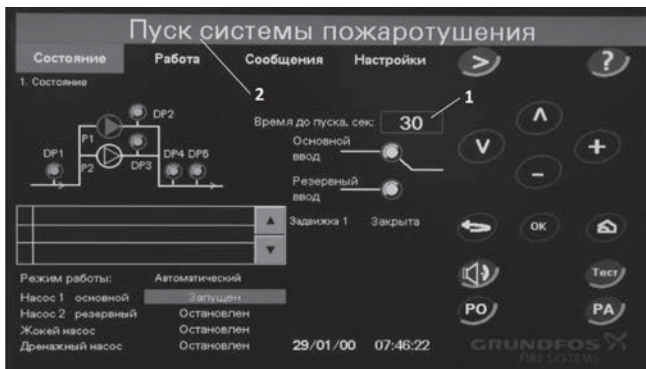 Пуск системы пожаротушения
Состояние Работа Сообщения Настройки > ?
1. Состояние
2
1
DP2
Время до пуска, сек: 30
P1
Основной
ввод
DP1 P2 DP3 DP4 DP5
Резервный
ввод
Задвижка 1 Закрыта
OK
Режим работы: Автоматический
Тест
Насос 1 основной Запущен
Насос 2 резервный Остановлен
PO PA
Жокей насос Остановлен
Дренажный насос Остановлен 29/01/00 07:46:22
GRUNDFOS
FIRE SYSTEMS